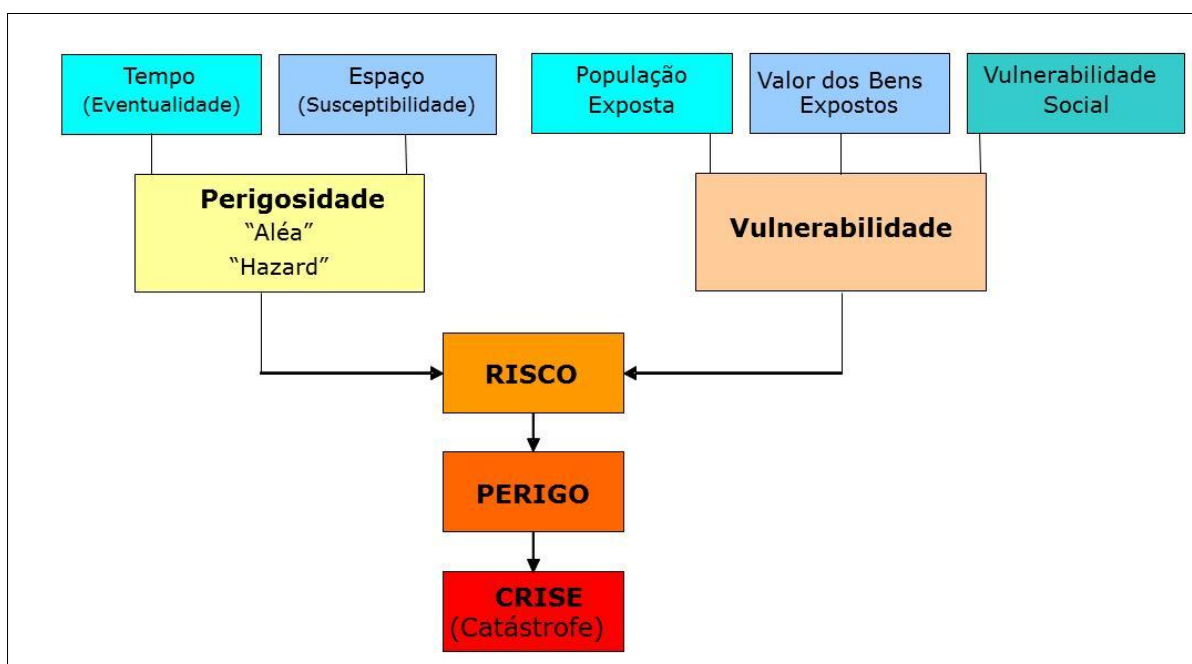 Tempo
(Eventualidade)
Espaço
(Susceptibilidade)
População
Exposta
Valor dos Bens
Expostos
Vulnerabilidade
Social
Perigosidade
“Aléa”
“Hazard”
Vulnerabilidade
RISCO
PERIGO
CRISE
(Catástrofe)